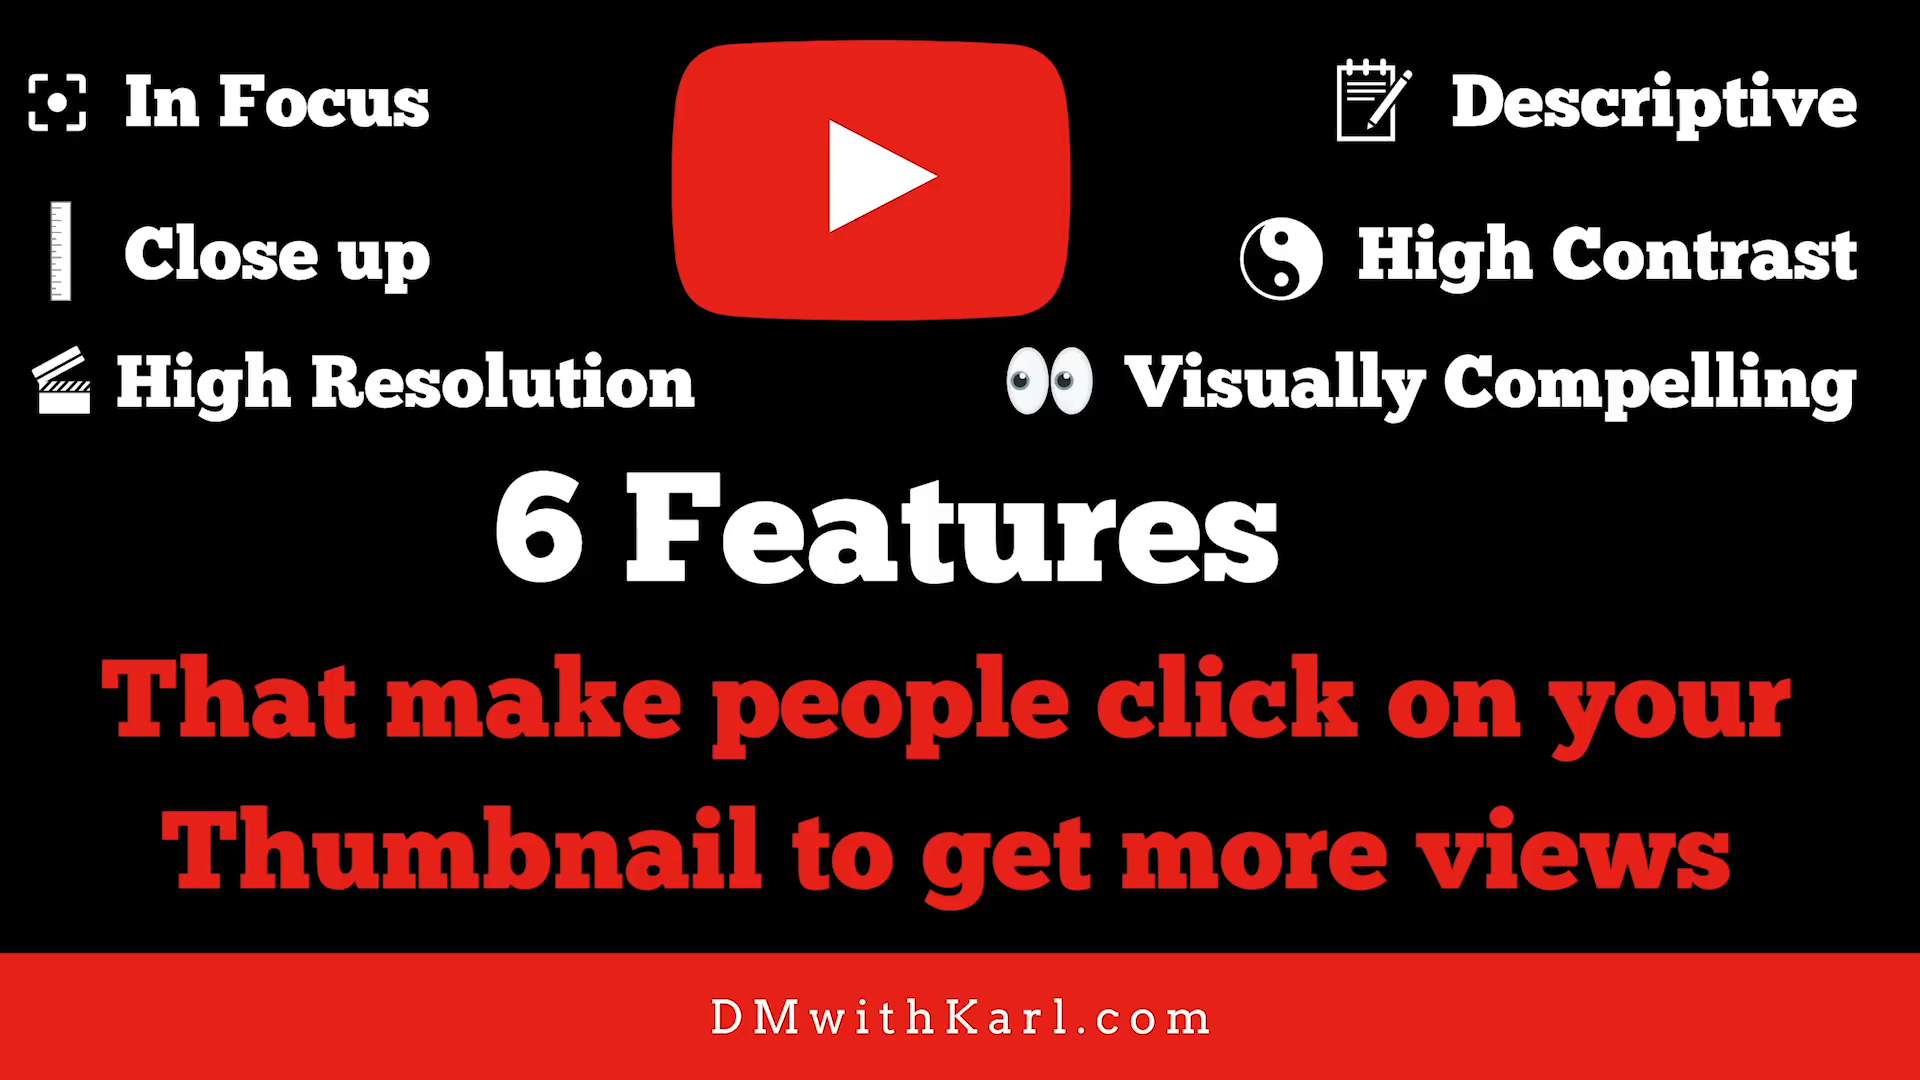 In Focus
Descriptive
Close up
High Contrast
High Resolution
Visually Compelling
6 Features
That make people click on your
Thumbnail to get more views
DMwithKarl.com